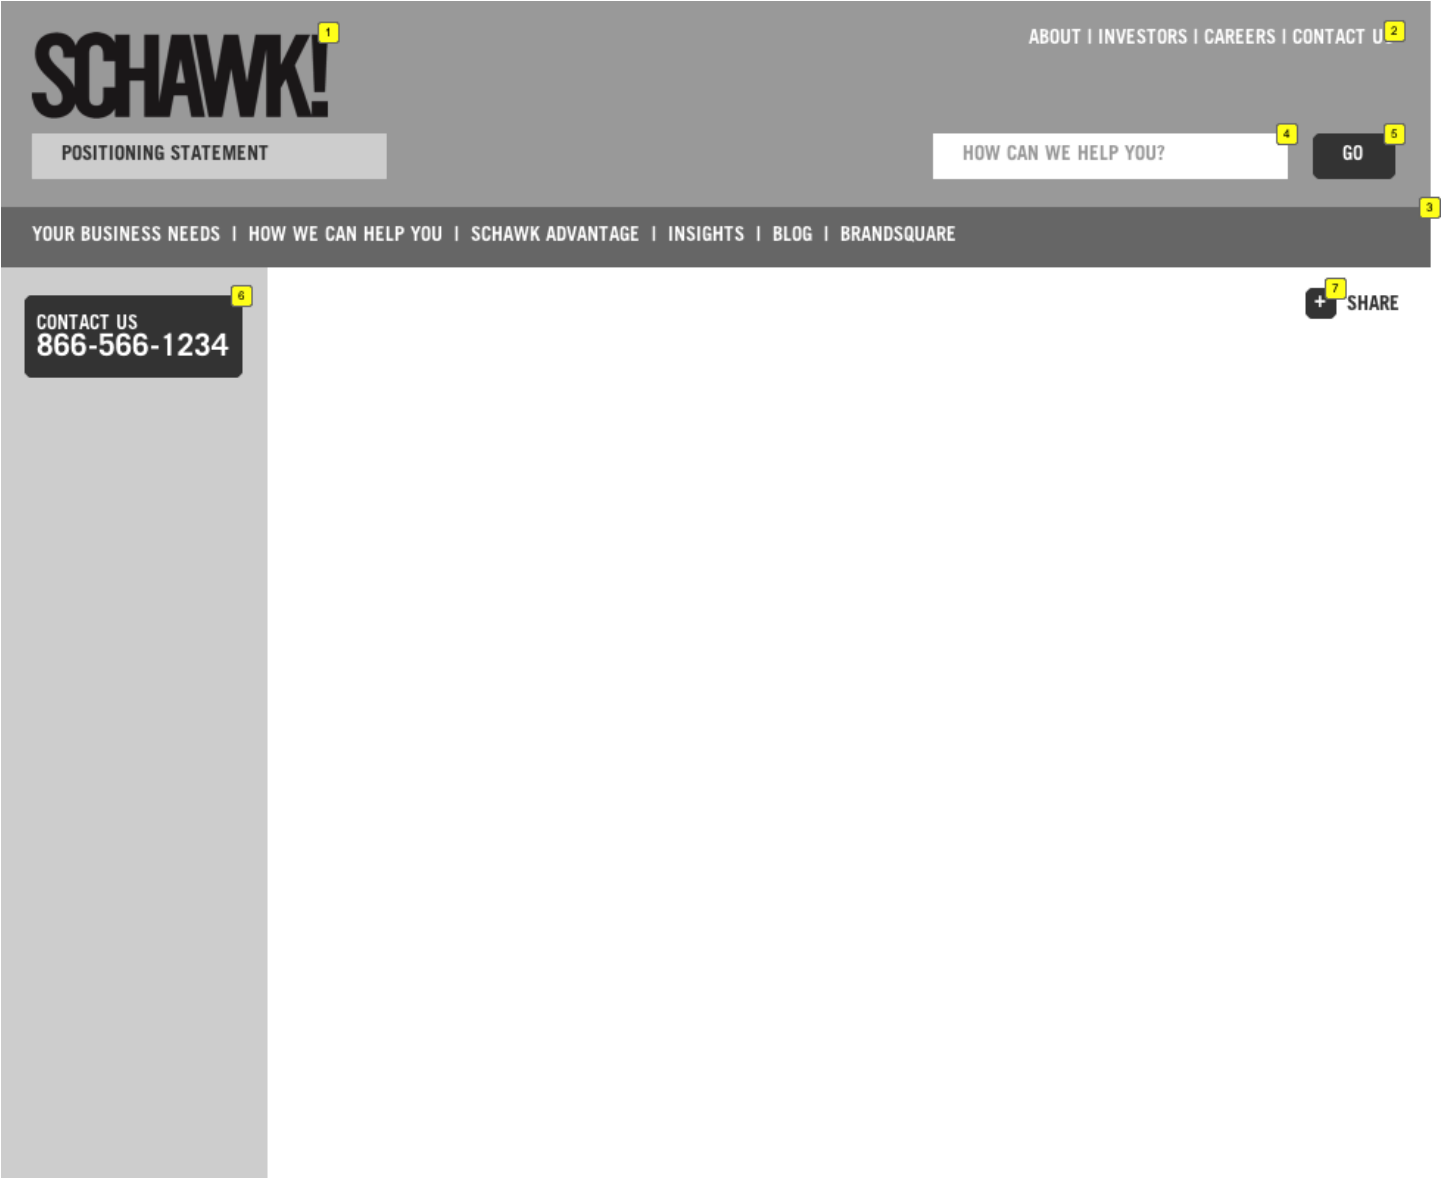 SCHAWK!
1
ABOUT | INVESTORS | CAREERS | CONTACT US
2
POSITIONING STATEMENT
HOW CAN WE HELP YOU?
4
GO
5
3
YOUR BUSINESS NEEDS | HOW WE CAN HELP YOU | SCHAWK ADVANTAGE | INSIGHTS | BLOG | BRANDSQUARE
6
CONTACT US
866-566-1234
7
+ SHARE